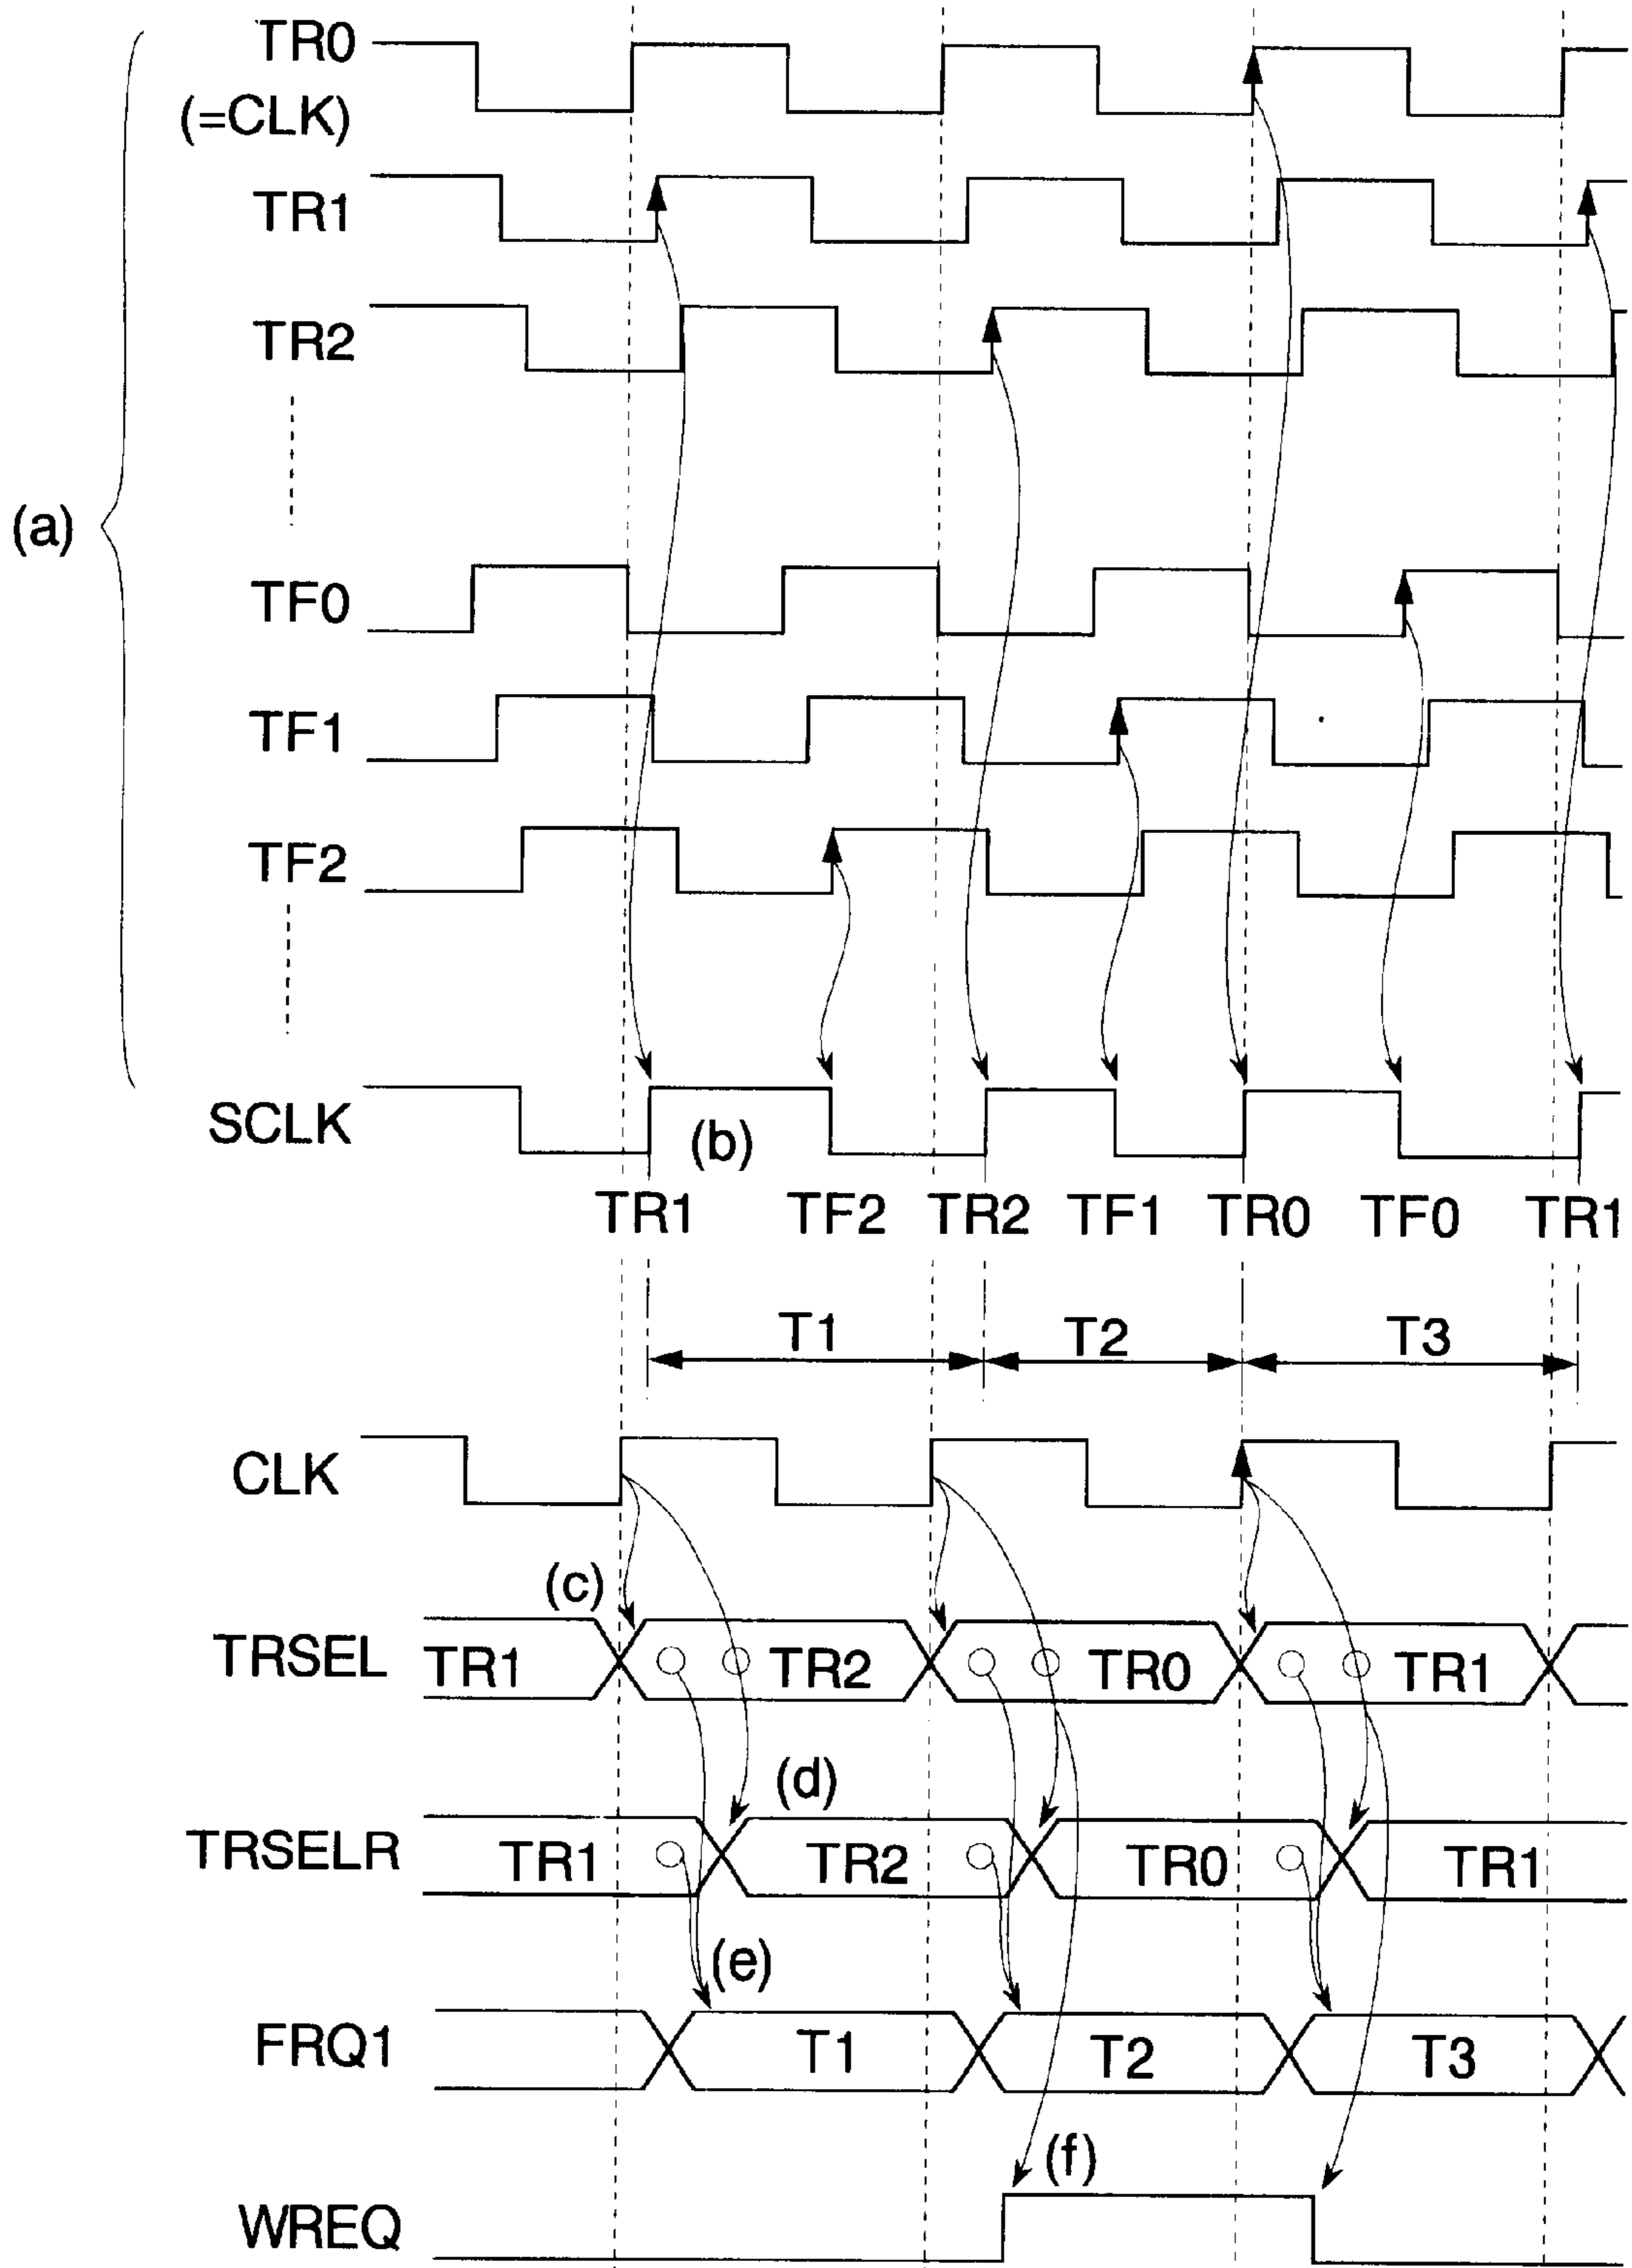 TR0
(=CLK)
TR1
TR2
(a)
TF0
TF1
TF2
SCLK
(b)
TR1 TF2 TR2 TF1 TR0 TF0 TR1
T1 T2 T3
CLK
(c)
TRSEL TR1 TR2 TR0 TR1
(d)
TRSELR TR1 TR2 TR0 TR1
(e)
FRQ1 T1 T2 T3
(f)
WREQ